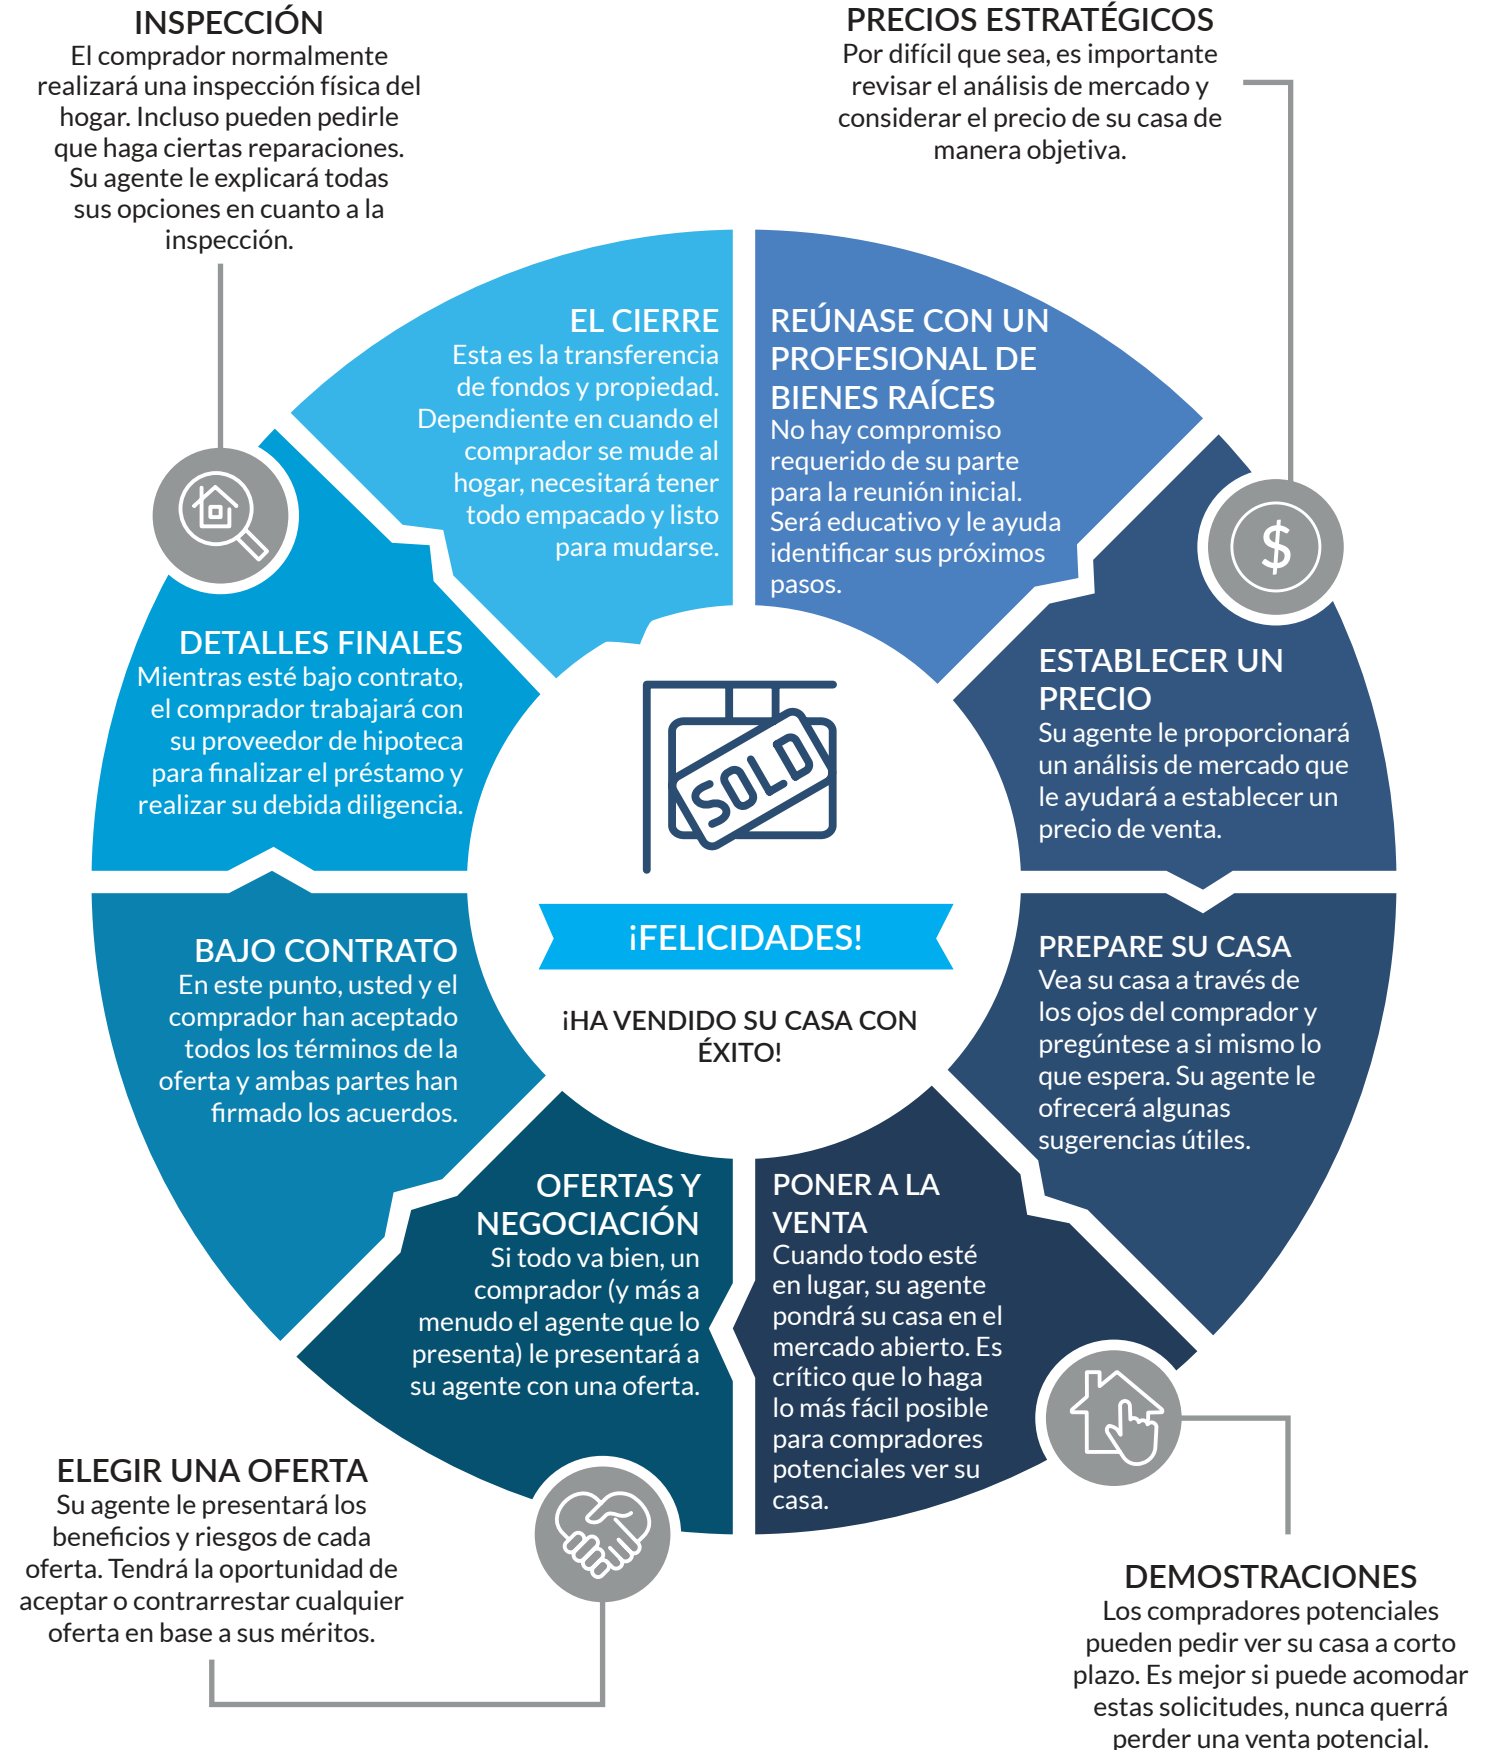 INSPECCIÓN
El comprador normalmente
realizará una inspección física del
hogar. Incluso pueden pedirle
que haga ciertas reparaciones.
Su agente le explicará todas
sus opciones en cuanto a la
inspección.
PRECIOS ESTRATÉGICOS
Por difícil que sea, es importante
revisar el análisis de mercado y
considerar el precio de su casa de
manera objetiva.
EL CIERRE
Esta es la transferencia
de fondos y propiedad.
Dependiente en cuando el
comprador se mude al
hogar, necesitará tener
todo empacado y listo
para mudarse.
REÚNASE CON UN
PROFESIONAL DE
BIENES RAÍCES
No hay compromiso
requerido de su parte
para la reunión inicial.
Será educativo y le ayuda
identificar sus próximos
pasos.
$
DETALLES FINALES
Mientras esté bajo contrato,
el comprador trabajará con
su proveedor de hipoteca
para finalizar el préstamo y
realizar su debida diligencia.
ESTABLECER UN
PRECIO
Su agente le proporcionará
un análisis de mercado que
le ayudará a establecer un
precio de venta.
SOLD
¡FELICIDADES!
¡HA VENDIDO SU CASA CON
ÉXITO!
BAJO CONTRATO
En este punto, usted y el
comprador han aceptado
todos los términos de la
oferta y ambas partes han
firmado los acuerdos.
PREPARE SU CASA
Vea su casa a través de
los ojos del comprador y
pregúntese a si mismo lo
que espera. Su agente le
ofrecerá algunas
sugerencias útiles.
OFERTAS Y
NEGOCIACIÓN
Si todo va bien, un
comprador (y más a
menudo el agente que lo
presenta) le presentará a
su agente con una oferta.
PONER A LA
VENTA
Cuando todo esté
en lugar, su agente
pondrá su casa en el
mercado abierto. Es
crítico que lo haga
lo más fácil posible
para compradores
potenciales ver su
casa.
ELEGIR UNA OFERTA
Su agente le presentará los
beneficios y riesgos de cada
oferta. Tendrá la oportunidad de
aceptar o contrarrestar cualquier
oferta en base a sus méritos.
DEMOSTRACIONES
Los compradores potenciales
pueden pedir ver su casa a corto
plazo. Es mejor si puede acomodar
estas solicitudes, nunca querrá
perder una venta potencial.